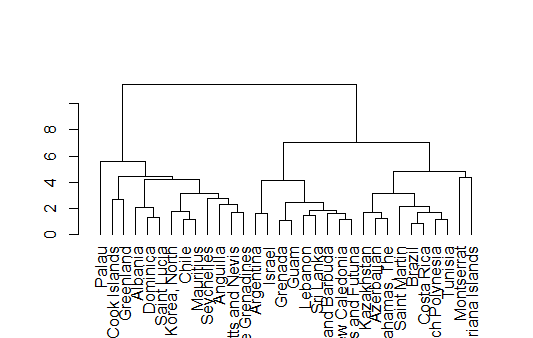 8
6
4
2
0
Palau
Cook Islands
Greenland
Albania
Dominica
Saint Lucia
Korea, North
Chile
Mauritius
Seychelles
Anguilla
tts and Nevis
e Grenadines
Argentina
Israel
Grenada
Guam
Lebanon
Sri Lanka
and Barbuda
ew Caledonia
s and Futuna
Kazakhstan
Azerbaijan
ahamas, The
Saint Martin
Brazil
Costa Rica
ch Polynesia
Tunisia
Montserrat
riana Islands